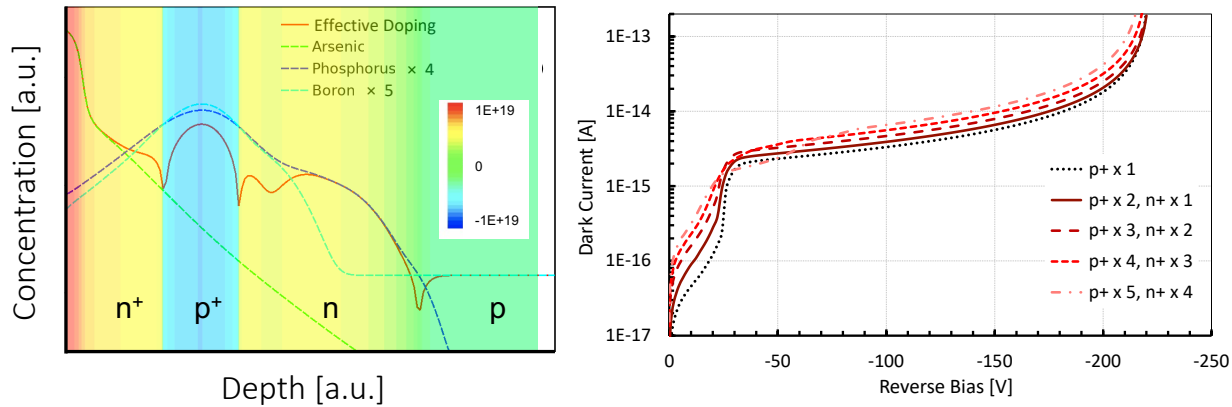 Concentration [a.u.]
Effective Doping
Arsenic
Phosphorus × 4
Boron × 5
1E+19
0
-1E+19
n+
p+
n
p
Depth [a.u.]
Dark Current [A]
1E-13
1E-14
1E-15
1E-16
1E-17
p+ x 1
p+ x 2, n+ x 1
p+ x 3, n+ x 2
p+ x 4, n+ x 3
p+ x 5, n+ x 4
0 -50 -100 -150 -200 -250
Reverse Bias [V]